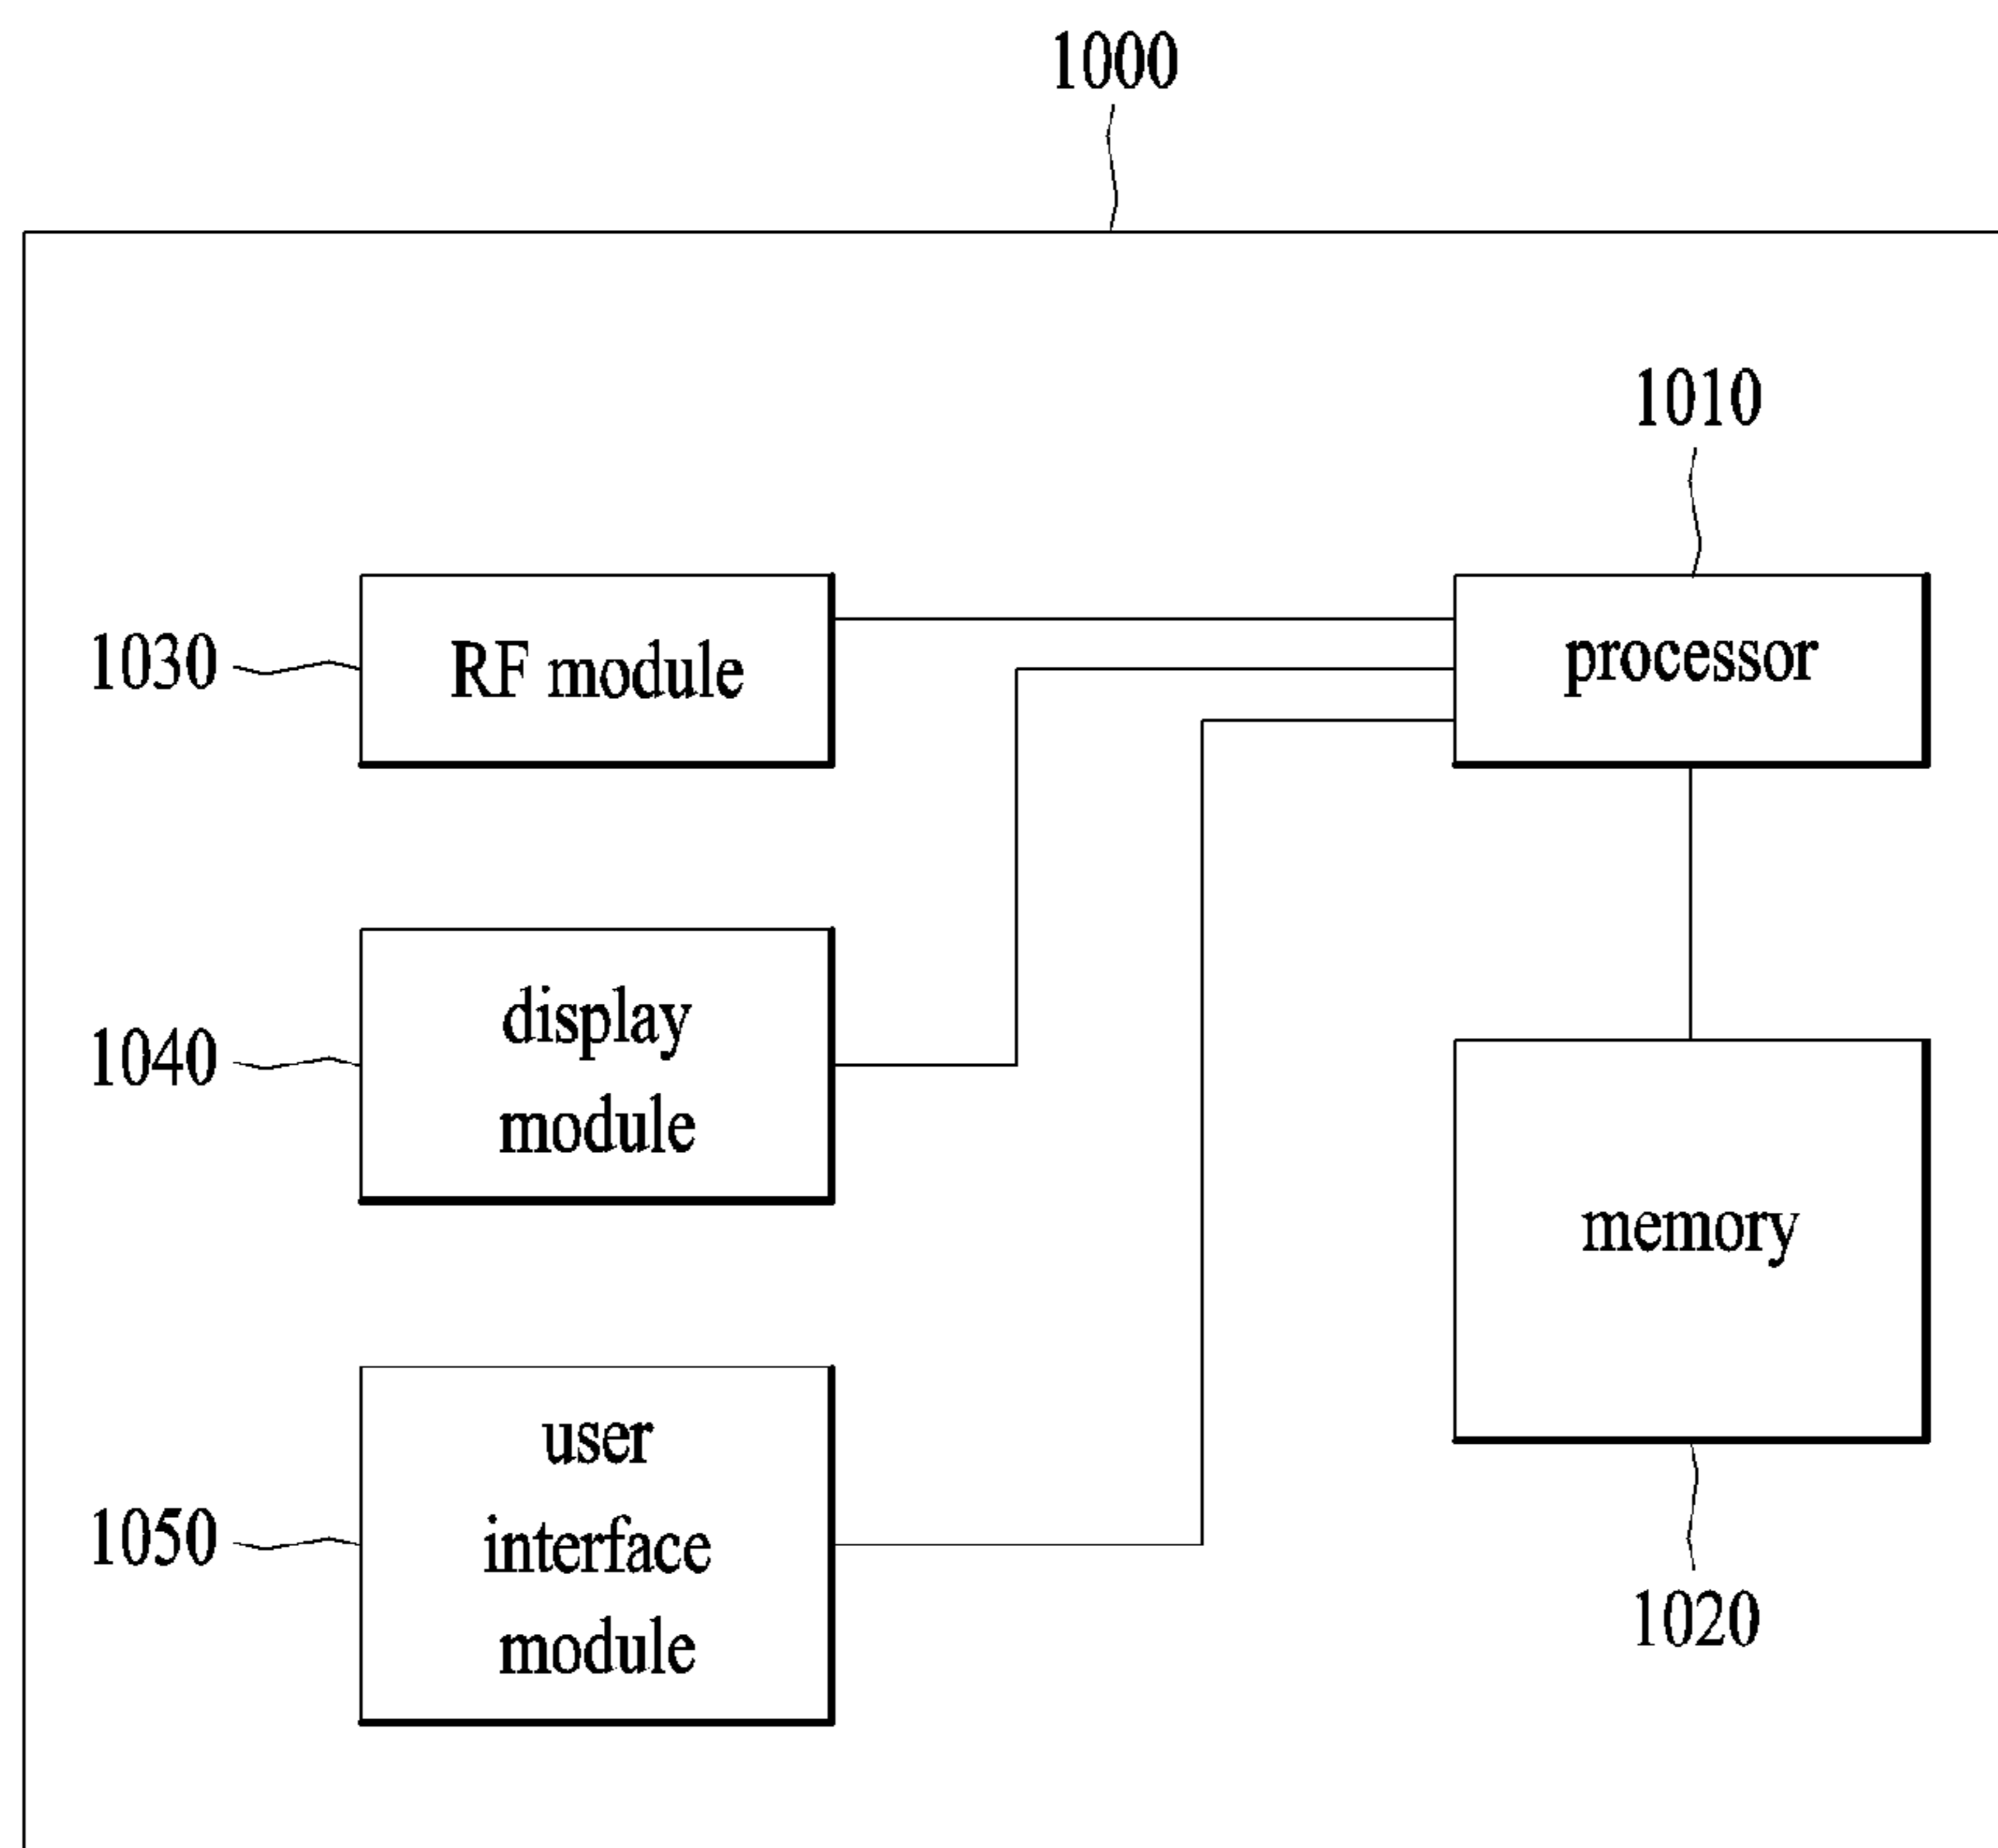 1000
1010
1030
RF module
processor
1040
display
module
memory
1050
user
interface
module
1020